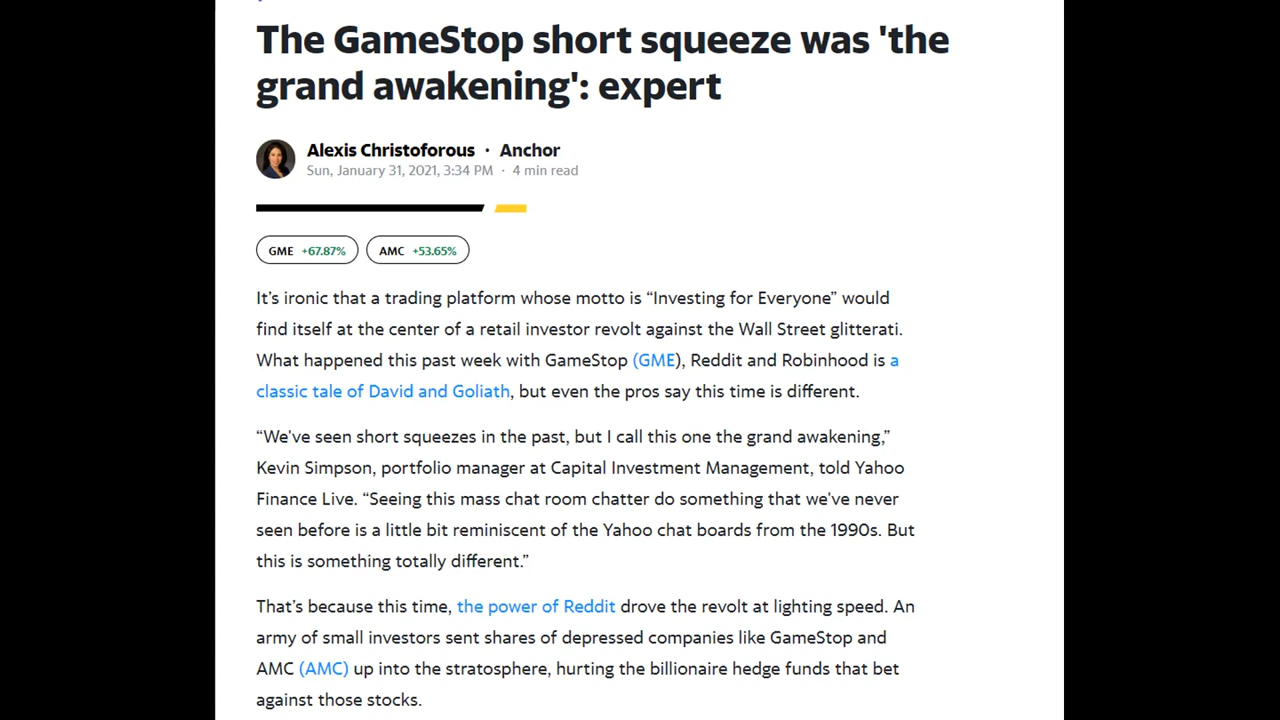 The GameStop short squeeze was 'the
grand awakening': expert
Alexis Christoforous · Anchor
Sun, January 31, 2021, 3:34 PM · 4 min read
GME +67.87% AMC +53.65%
It's ironic that a trading platform whose motto is “Investing for Everyone” would
find itself at the center of a retail investor revolt against the Wall Street glitterati.
What happened this past week with GameStop (GME), Reddit and Robinhood is a
classic tale of David and Goliath, but even the pros say this time is different.
“We've seen short squeezes in the past, but I call this one the grand awakening,”
Kevin Simpson, portfolio manager at Capital Investment Management, told Yahoo
Finance Live. “Seeing this mass chat room chatter do something that we've never
seen before is a little bit reminiscent of the Yahoo chat boards from the 1990s. But
this is something totally different.”
That's because this time, the power of Reddit drove the revolt at lighting speed. An
army of small investors sent shares of depressed companies like GameStop and
AMC (AMC) up into the stratosphere, hurting the billionaire hedge funds that bet
against those stocks.